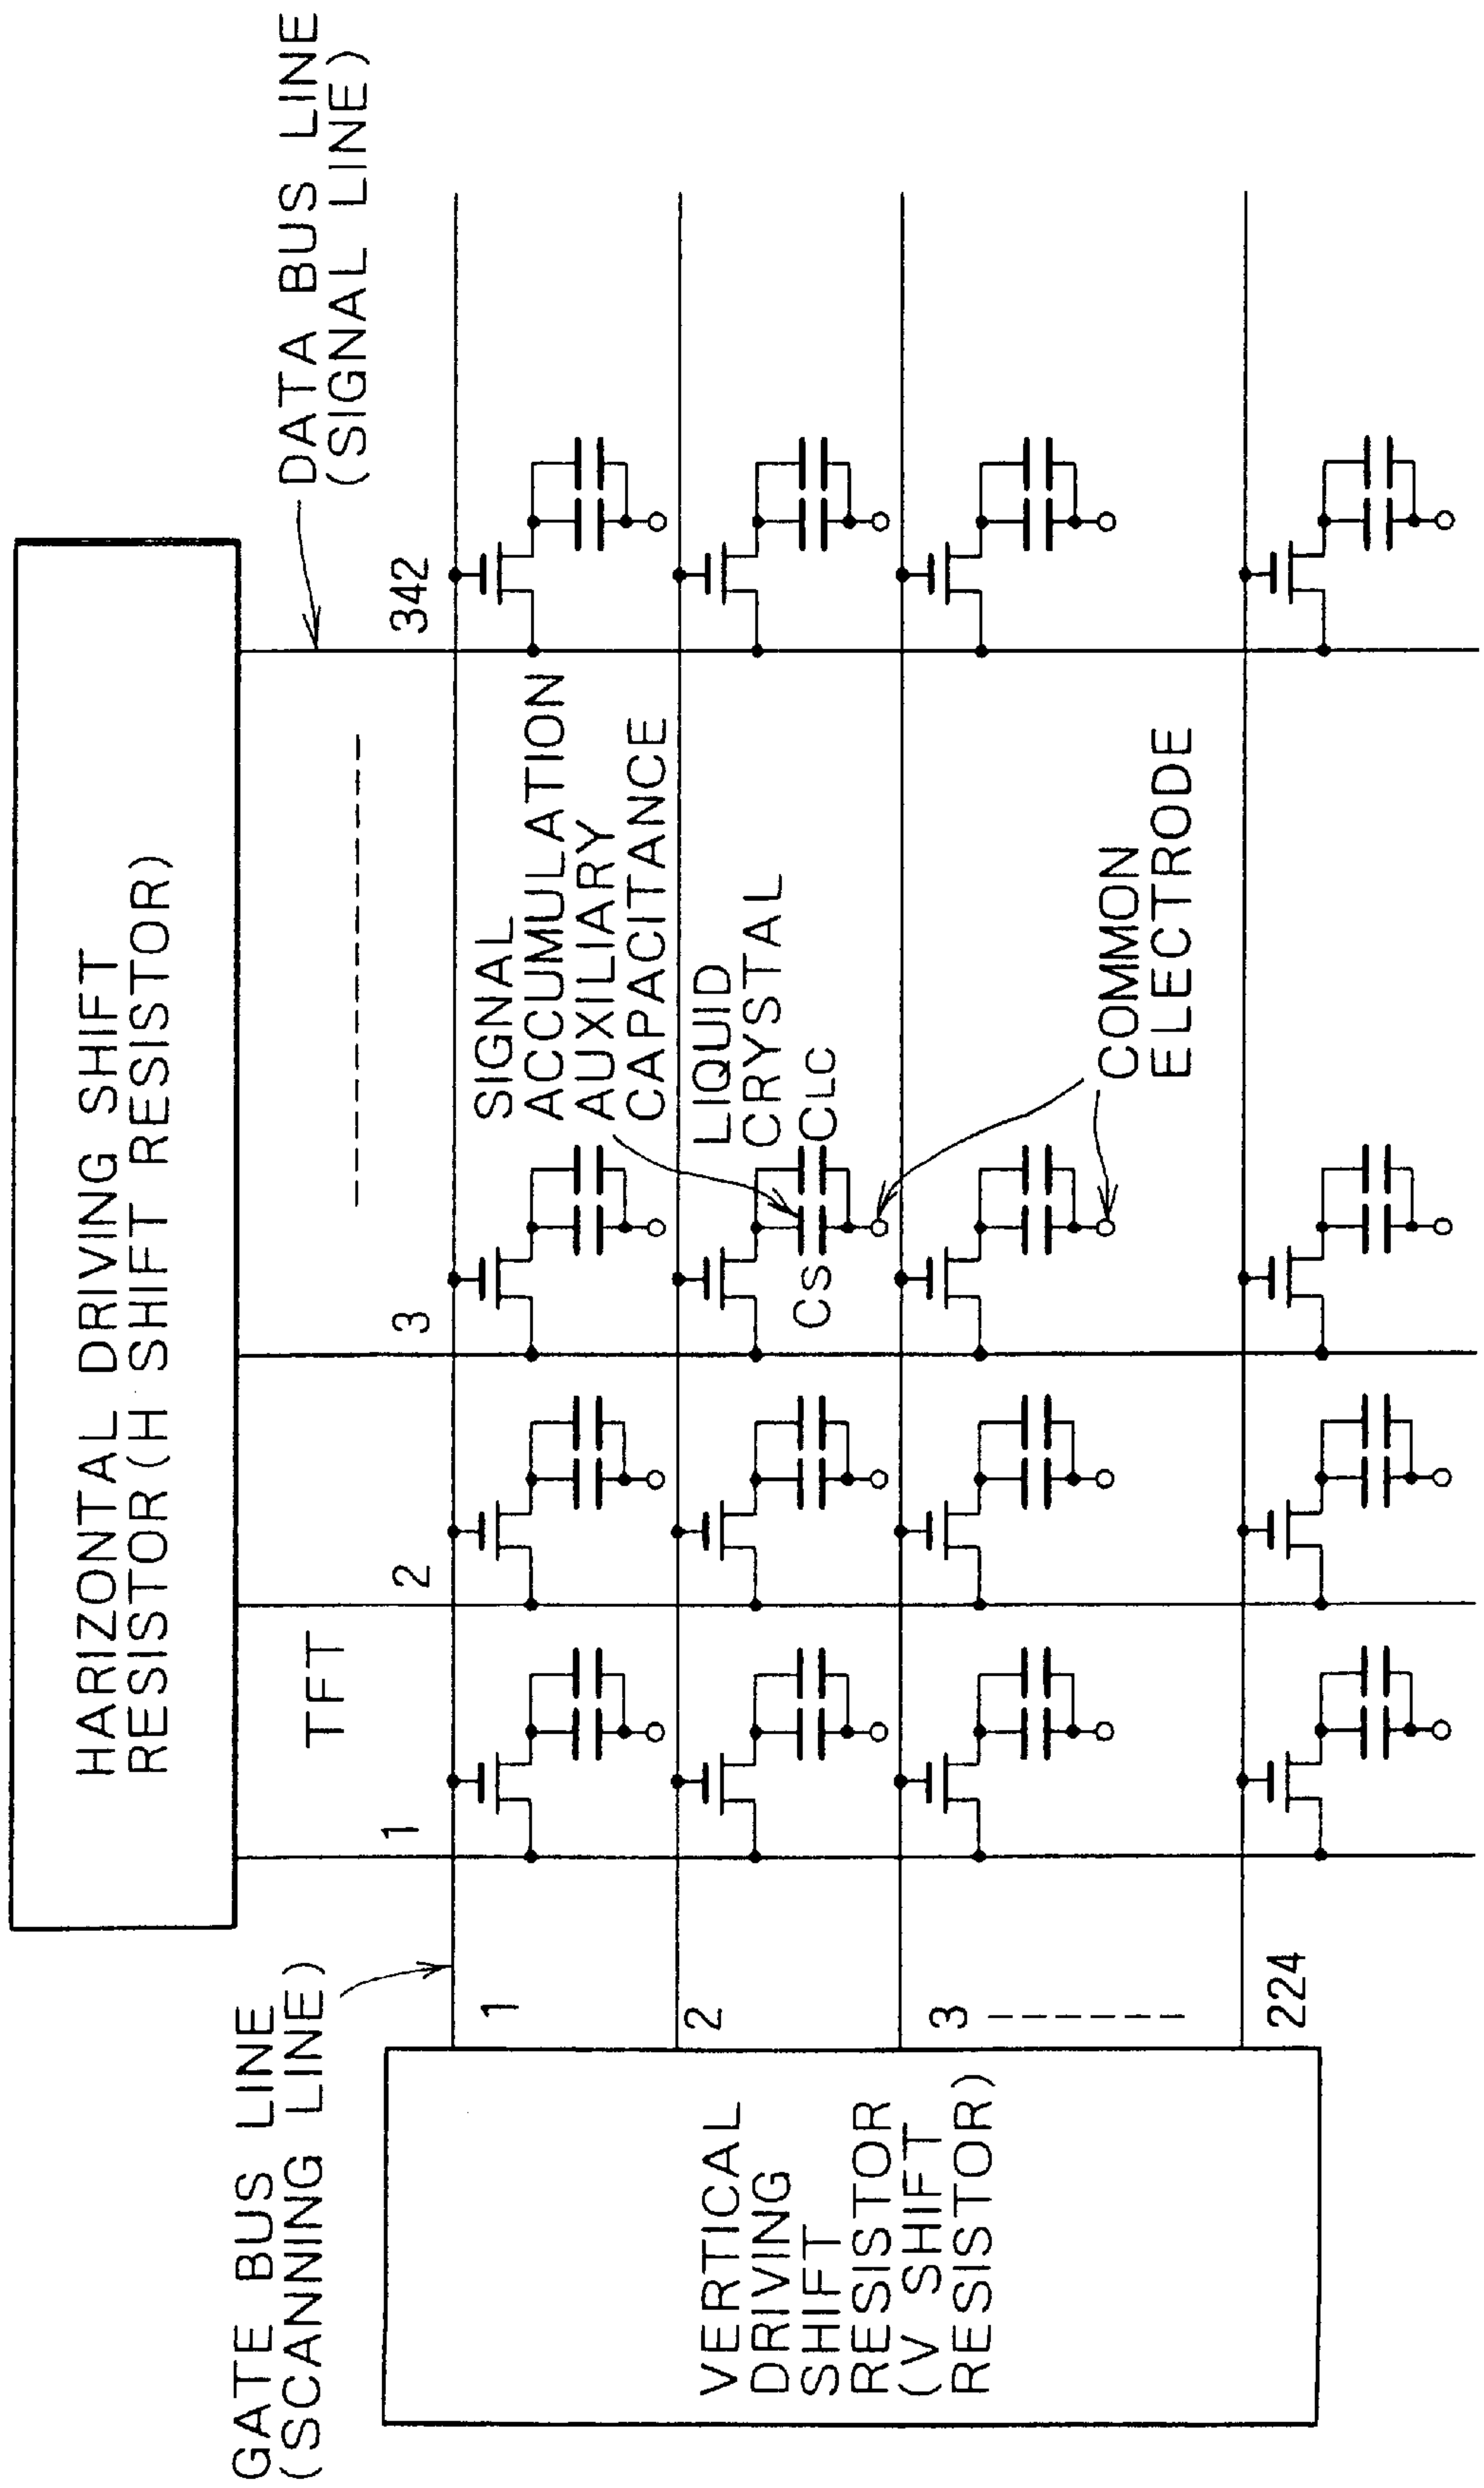 HARIZONTAL DRIVING SHIFT
RESISTOR(H SHIFT RESISTOR)
DATA BUS LINE
(SIGNAL LINE)
GATE BUS LINE
(SCANNING LINE)
TFT
1
2
3
342
1
2
3
224
VERTICAL
DRIVING
SHIFT
RESISTOR
(V SHIFT
RESISTOR)
SIGNAL
ACCUMULATION
AUXILIARY
CAPACITANCE
LIQUID
CRYSTAL
CLC
CS
COMMON
ELECTRODE